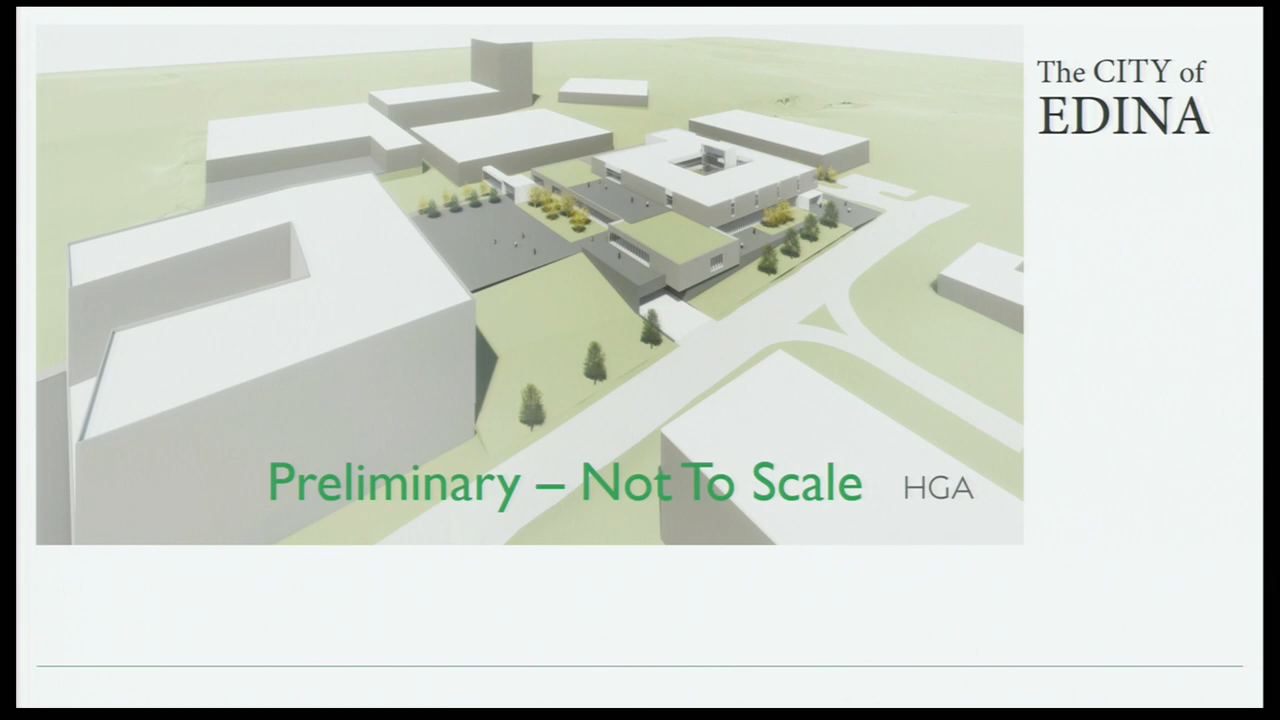 The CITY of
EDINA
Preliminary – Not To Scale
HGA